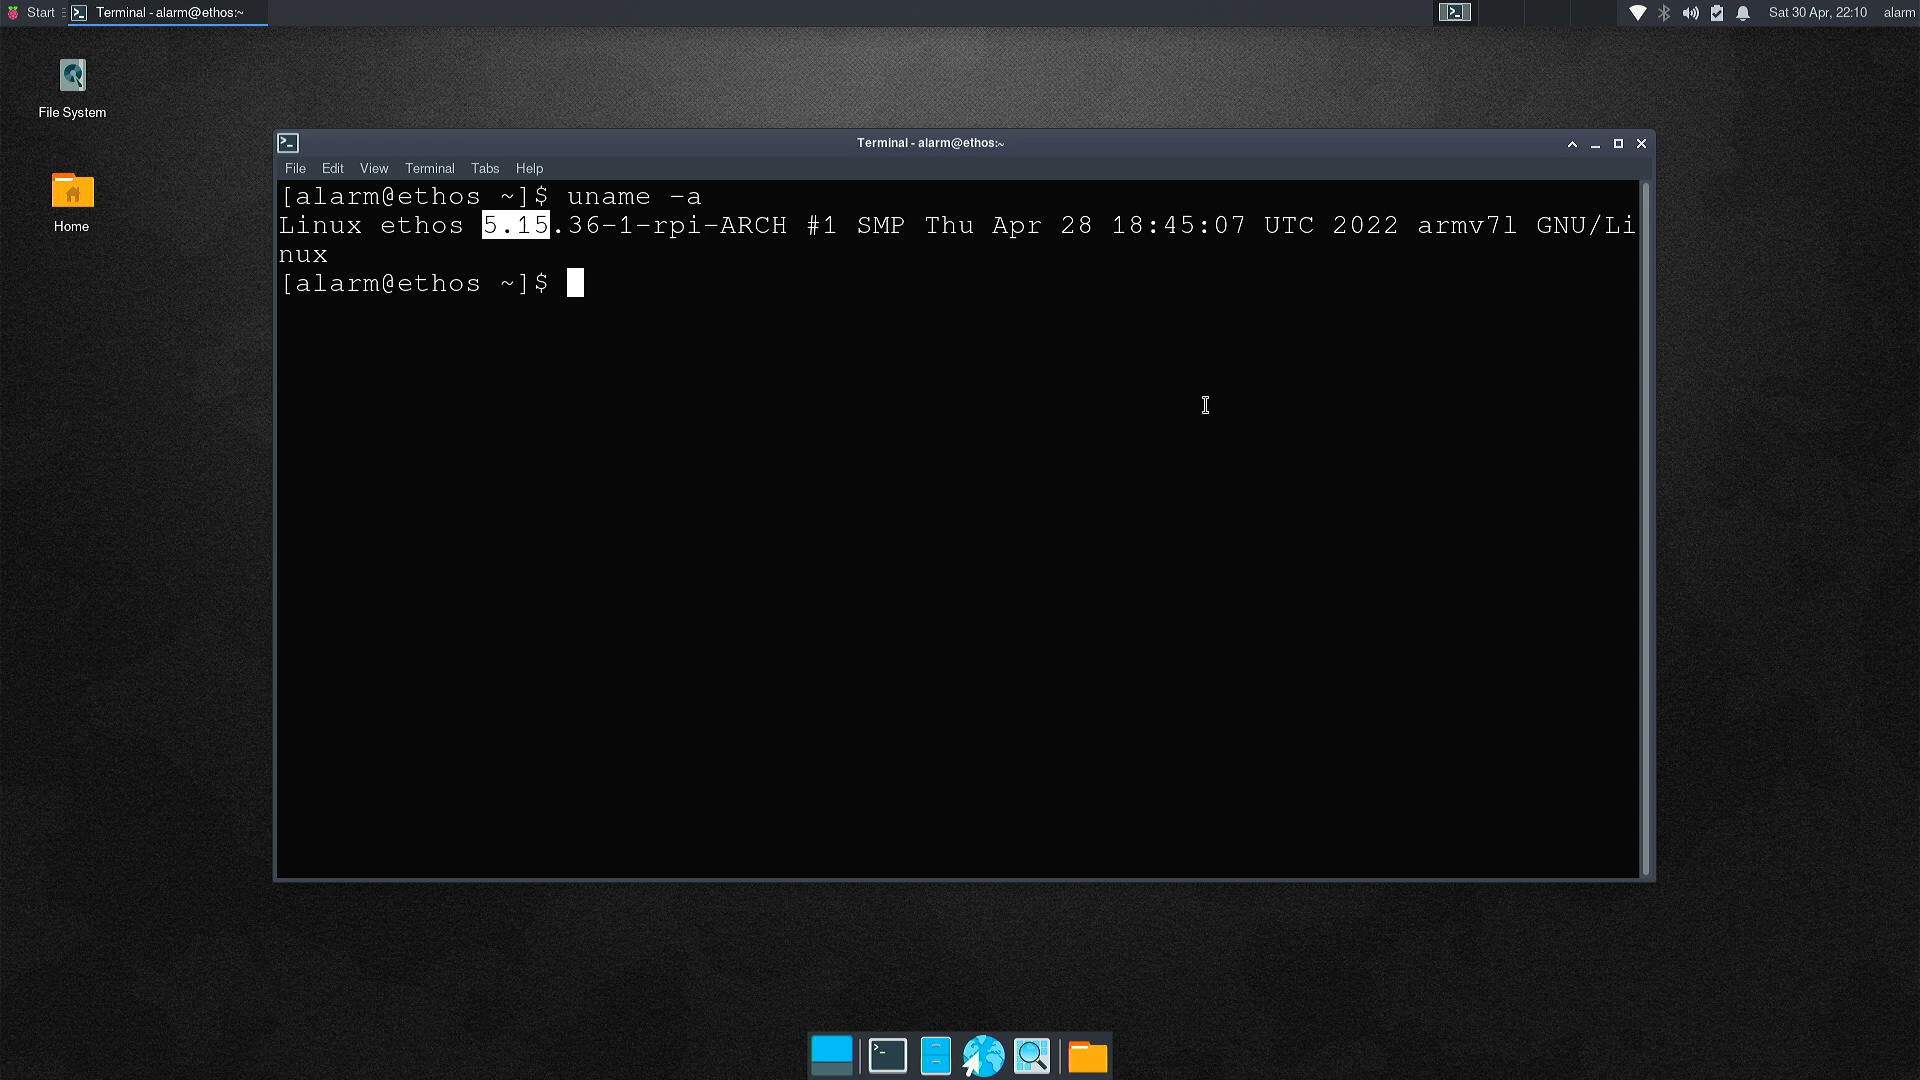 Start
Terminal - alarm@ethos:~
Sat 30 Apr, 22:10
alarm
File System
Home
Terminal - alarm@ethos:~
File Edit View Terminal Tabs Help
[alarm@ethos ~]$ uname -a
Linux ethos 5.15.36-1-rpi-ARCH #1 SMP Thu Apr 28 18:45:07 UTC 2022 armv7l GNU/Li
nux
[alarm@ethos ~]$